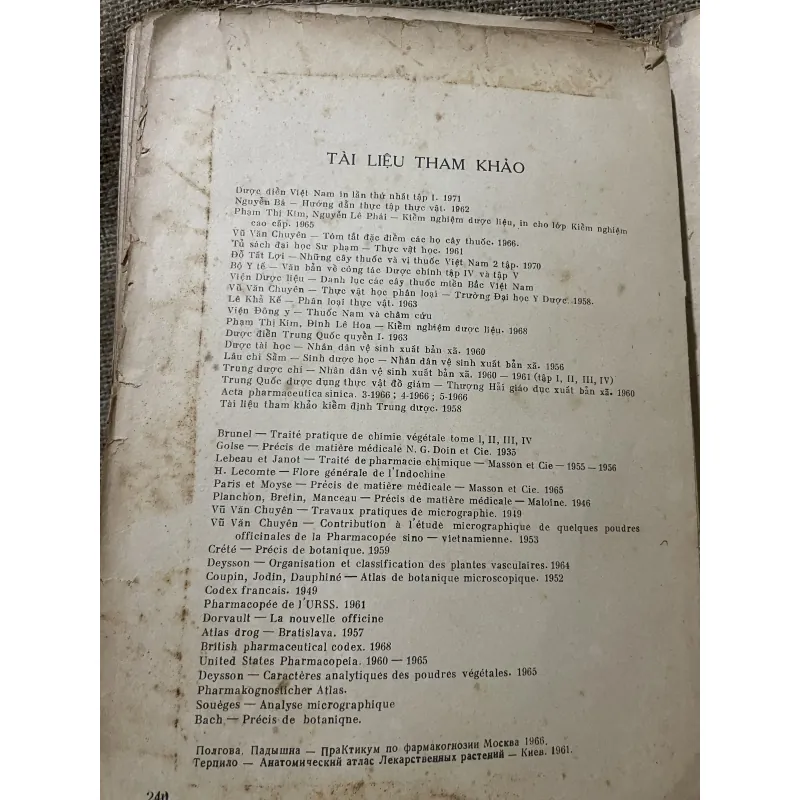 TÀI LIỆU THAM KHẢO
Dược điển Việt Nam in lần thứ nhất tập I. 1971
Nguyễn Bá — Hướng dẫn thực tập thực vật. 1962
Phạm Thị Kim, Nguyễn Lê Phái — Kiểm nghiệm dược liệu, in cho lớp Kiểm nghiệm
cao cấp. 1965
Vũ Văn Chuyên — Tóm tắt đặc điểm các họ cây thuốc. 1966.
Tủ sách đại học Sư phạm — Thực vật học. 1961
Đỗ Tất Lợi — Những cây thuốc và vị thuốc Việt Nam 2 tập. 1970
Bộ Y tế — Văn bản về công tác Dược chính tập IV và tập V
Viện Dược liệu — Danh lục các cây thuốc miền Bắc Việt Nam
Vũ Văn Chuyên — Thực vật học phân loại — Trường Đại học Y Dược. 1958.
Lê Khả Kế — Phân loại thực vật. 1963
Viện Đông y — Thuốc Nam và châm cứu
Phạm Thị Kim, Đinh Lê Hoa — Kiểm nghiệm dược liệu. 1968
Dược điển Trung Quốc quyển I. 1963
Dược tài học — Nhân dân vệ sinh xuất bản xã. 1960
Lâu chi Sầm — Sinh dược học — Nhân dân vệ sinh xuất bản xã. 1956
Trung dược chí — Nhân dân vệ sinh xuất bản xã. 1960 — 1961 (tập I, II, III, IV)
Trung Quốc dược dụng thực vật đồ giám — Thượng Hải giáo dục xuất bản xã. 1960
Acta pharmaceutica sinica. 3-1966 ; 4-1966 ; 5-1966
Tài liệu tham khảo kiểm định Trung dược. 1958
Brunel — Traité pratique de chimie végétale tome I, II, III, IV
Goise — Précis de matière médicale N. G. Doin et Cie. 1935
Lebeau et Janot — Traité de pharmacie chimique — Masson et Cie — 1955 — 1956
H. Lecomte — Flore générale de l'Indochine
Paris et Moyse — Précis de matière médicale — Masson et Cie. 1965
Planchon, Bretin, Manceau — Précis de matière médicale — Maloine. 1946
Vũ Văn Chuyên — Travaux pratiques de micrographie. 1949
Vũ Văn Chuyên — Contribution à l'étude micrographique de quelques poudres
officinales de la Pharmacopée sino — vietnamienne. 1953
Crété — Précis de botanique. 1959
Deysson — Organisation et classification des plantes vasculaires. 1964
Coupin, Jodin, Dauphiné — Atlas de botanique microscopique. 1952
Codex francais. 1949
Pharmacopée de l'URSS. 1961
Dorvault — La nouvelle officine
Atlas drog — Bratislava. 1957
British pharmaceutical codex. 1968
United States Pharmacopeia. 1960 — 1965
Deysson — Caractères analytiques des poudres végétales. 1965
Pharmakognosticher Atlas.
Souéges — Analyse micrographique
Bach — Précis de botaniqne.
Полгова, Падышна — ПраКтикум по фармакогнозии Москва 1966.
Терпило — Анатомический атлас Лекарственных растений — Киев. 1961.
240